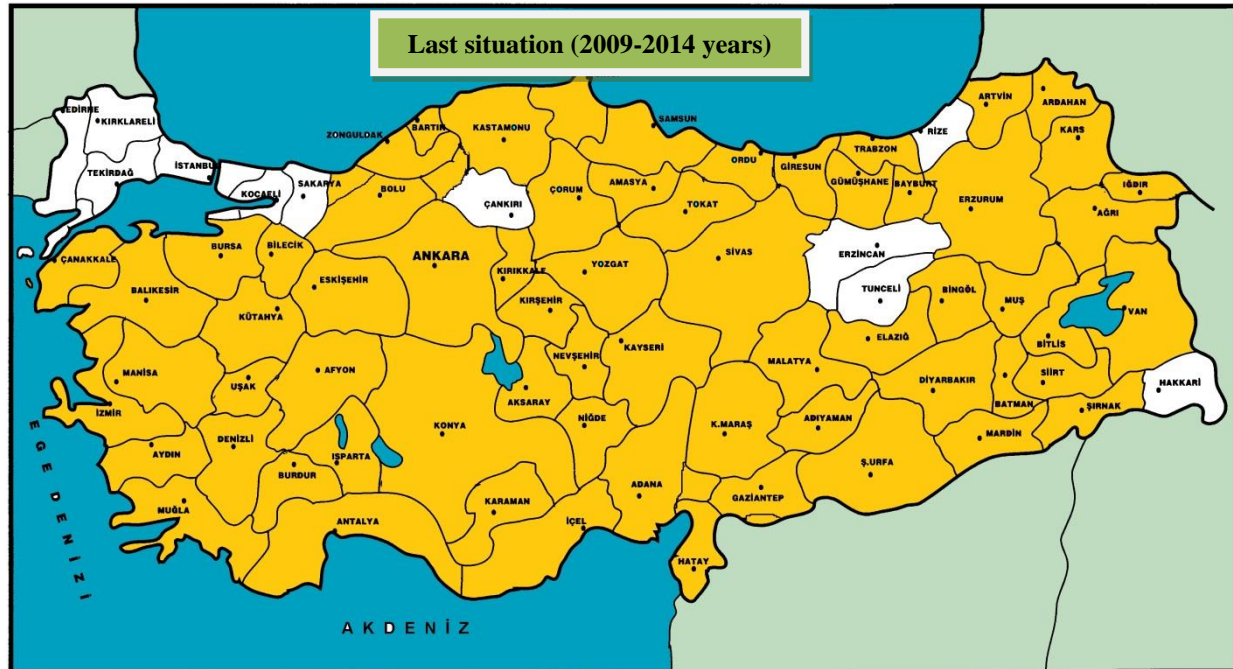 Last situation (2009-2014 years)
EDİRNE
KIRKLARELİ
TEKİRDAĞ
İSTANBUL
KOCAELİ
SAKARYA
ZONGULDAK
BARTIN
KASTAMONU
SAMSUN
ORDU
GİRESUN
TRABZON
RİZE
ARTVİN
ARDAHAN
KARS
BOLU
ÇANKIRI
ÇORUM
AMASYA
TOKAT
GÜMÜŞHANE
BAYBURT
ERZURUM
IĞDIR
AĞRI
ÇANAKKALE
BURSA
BİLECİK
ANKARA
KIRIKKALE
YOZGAT
SİVAS
ERZİNCAN
BALIKESİR
ESKİŞEHİR
KÜTAHYA
KIRŞEHİR
TUNCELİ
BİNGÖL
MUŞ
VAN
BİTLİS
MANİSA
UŞAK
AFYON
NEVŞEHİR
KAYSERİ
MALATYA
ELAZIĞ
İZMİR
AKSARAY
DİYARBAKIR
BATMAN
SİİRT
HAKKARİ
ŞIRNAK
AYDIN
DENİZLİ
ISPARTA
KONYA
NİĞDE
K.MARAŞ
ADIYAMAN
MARDİN
BURDUR
Ş.URFA
MUĞLA
ANTALYA
KARAMAN
İÇEL
ADANA
GAZİANTEP
HATAY
EGE DENİZİ
AKDENİZ